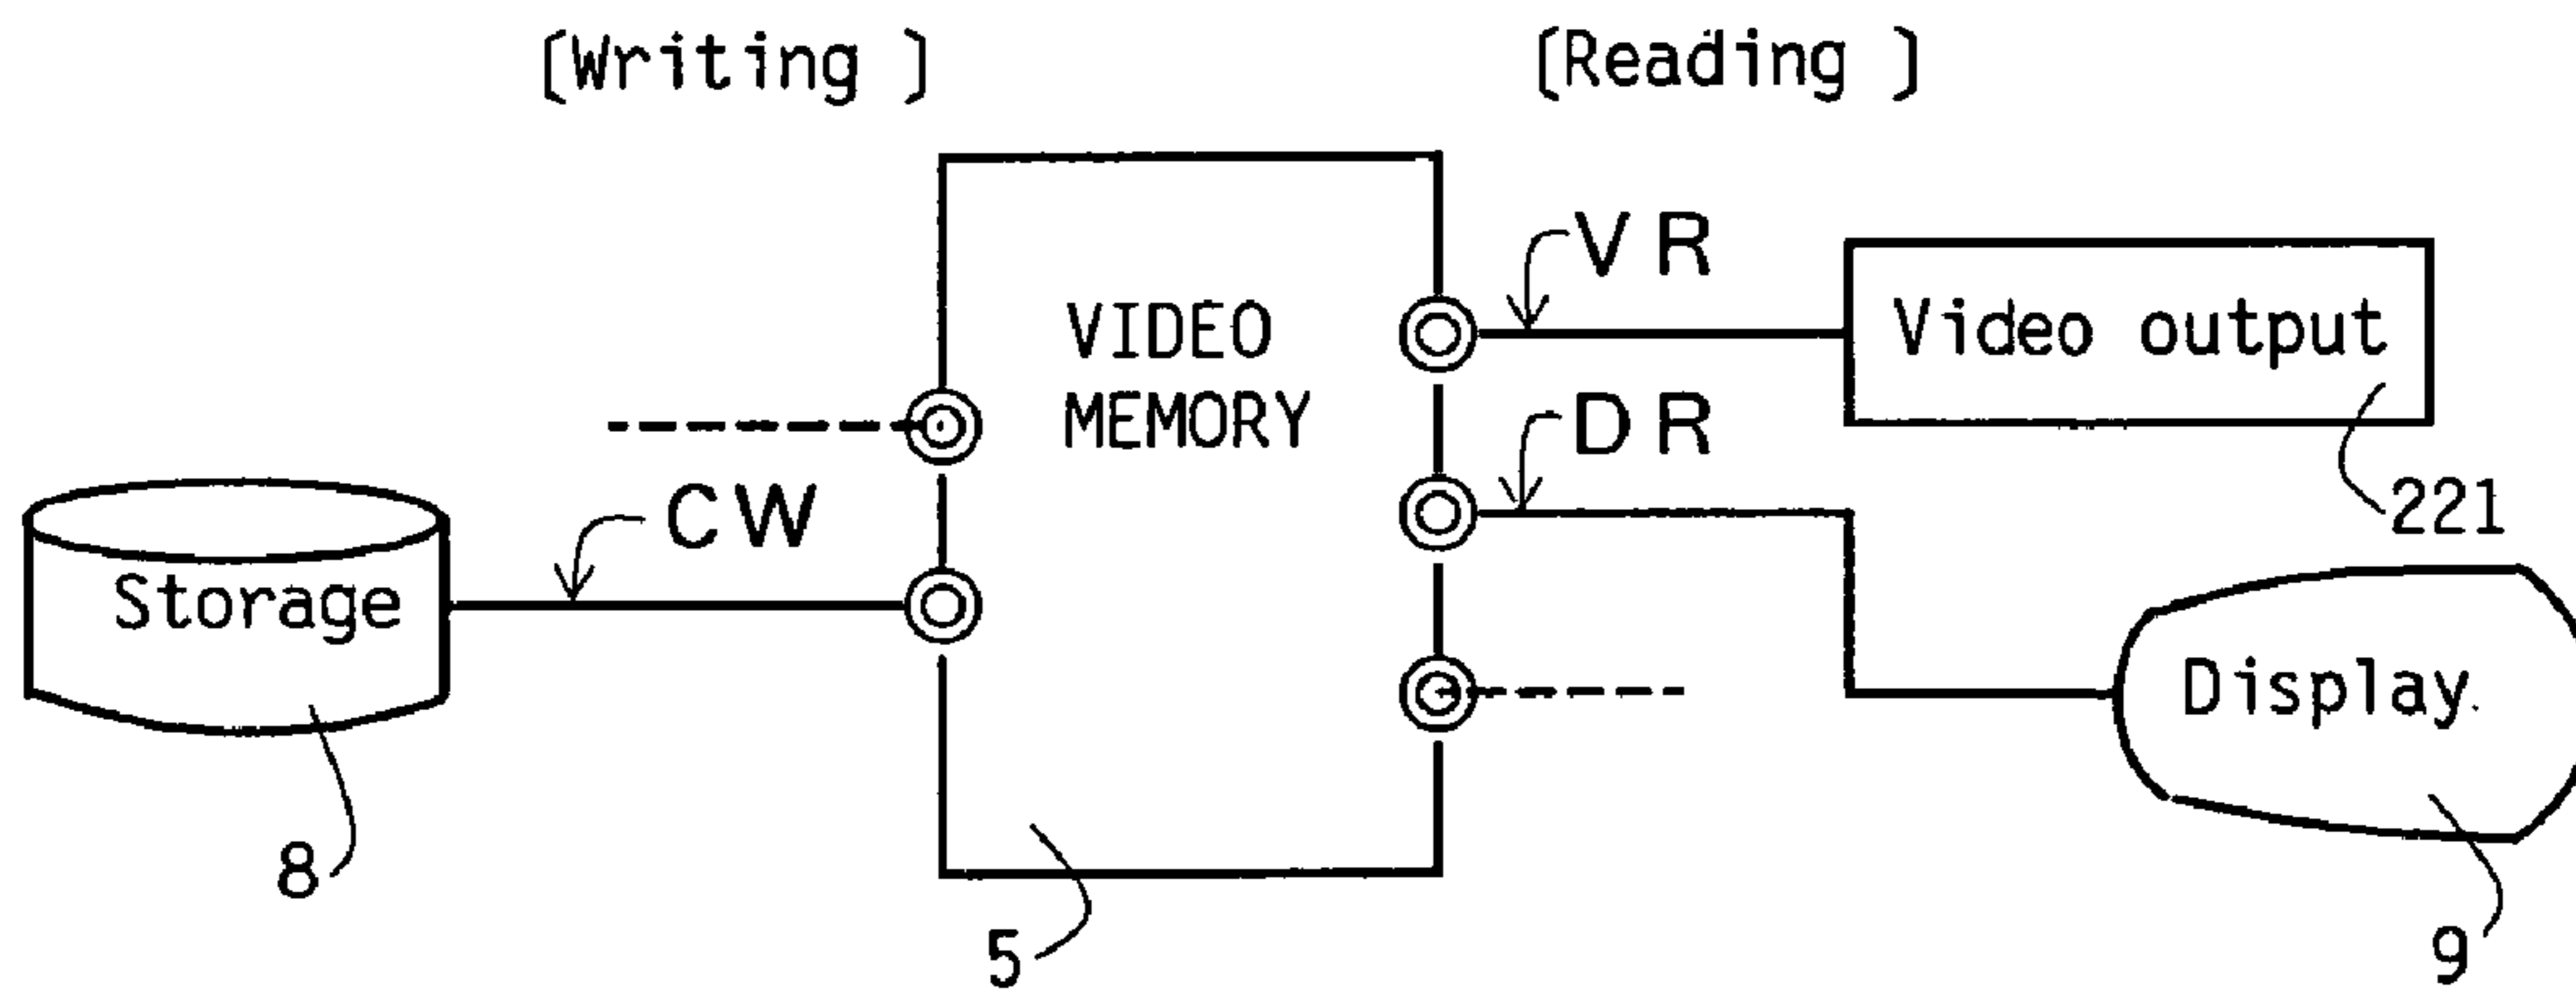 [Writing ]
[Reading ]
VR
Video output
VIDEO
MEMORY
DR
CW
221
Storage
Display
8
5
9